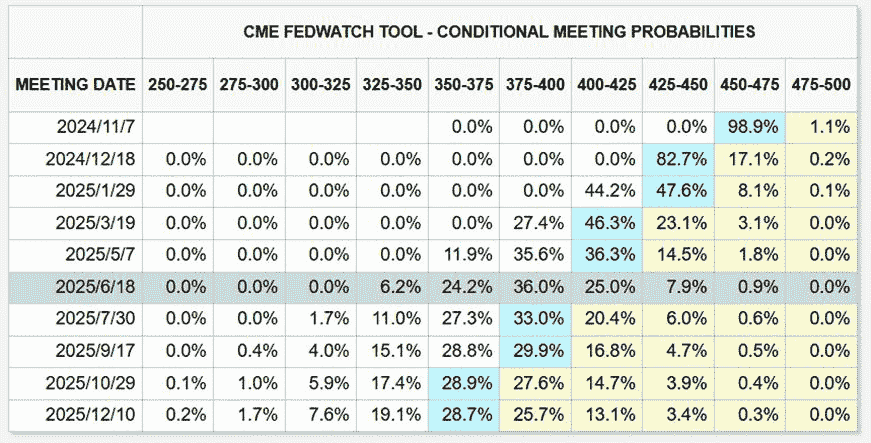 CME FEDWATCH TOOL - CONDITIONAL MEETING PROBABILITIES
MEETING DATE 250-275 275-300 300-325 325-350 350-375 375-400 400-425 425-450 450-475 475-500
2024/11/7 0.0% 0.0% 0.0% 0.0% 98.9% 1.1%
2024/12/18 0.0% 0.0% 0.0% 0.0% 0.0% 0.0% 0.0% 82.7% 17.1% 0.2%
2025/1/29 0.0% 0.0% 0.0% 0.0% 0.0% 0.0% 44.2% 47.6% 8.1% 0.1%
2025/3/19 0.0% 0.0% 0.0% 0.0% 0.0% 27.4% 46.3% 23.1% 3.1% 0.0%
2025/5/7 0.0% 0.0% 0.0% 0.0% 11.9% 35.6% 36.3% 14.5% 1.8% 0.0%
2025/6/18 0.0% 0.0% 0.0% 6.2% 24.2% 36.0% 25.0% 7.9% 0.9% 0.0%
2025/7/30 0.0% 0.0% 1.7% 11.0% 27.3% 33.0% 20.4% 6.0% 0.6% 0.0%
2025/9/17 0.0% 0.4% 4.0% 15.1% 28.8% 29.9% 16.8% 4.7% 0.5% 0.0%
2025/10/29 0.1% 1.0% 5.9% 17.4% 28.9% 27.6% 14.7% 3.9% 0.4% 0.0%
2025/12/10 0.2% 1.7% 7.6% 19.1% 28.7% 25.7% 13.1% 3.4% 0.3% 0.0%